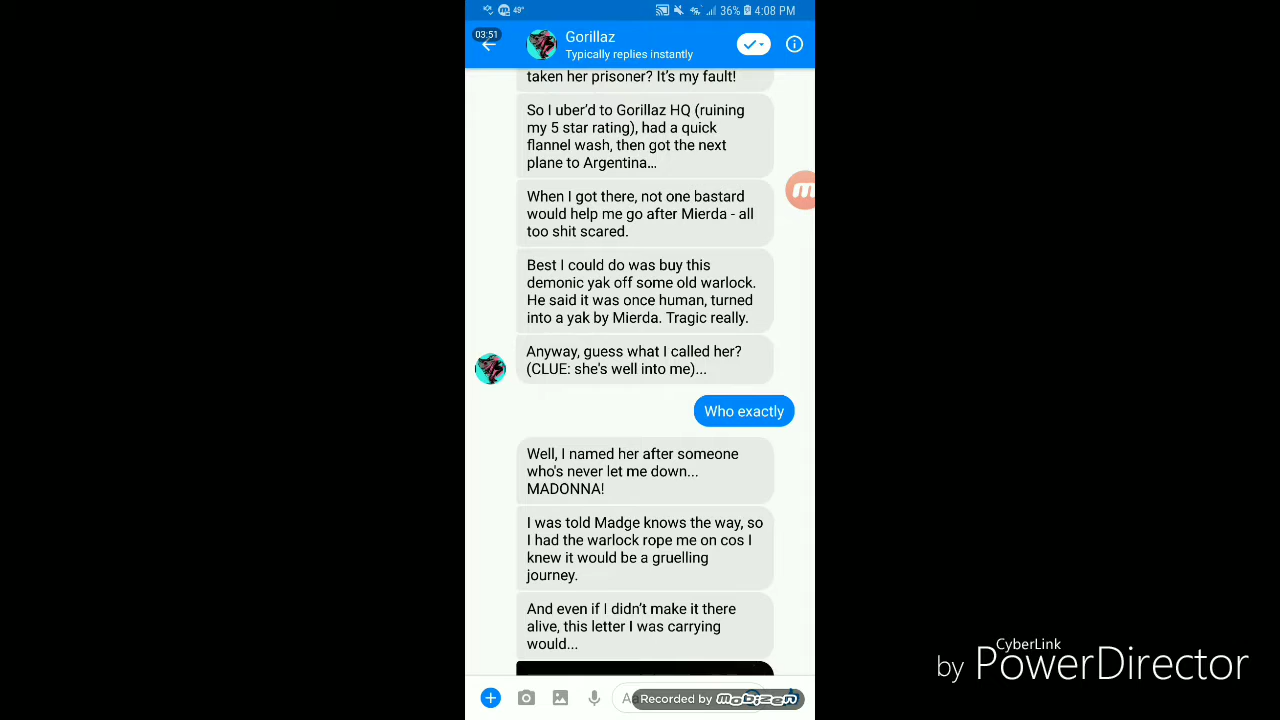 49° 36% 4:08 PM
03:51
Gorillaz
Typically replies instantly
taken her prisoner? It's my fault!
So I uber'd to Gorillaz HQ (ruining
my 5 star rating), had a quick
flannel wash, then got the next
plane to Argentina...
When I got there, not one bastard
would help me go after Mierda - all
too shit scared.
Best I could do was buy this
demonic yak off some old warlock.
He said it was once human, turned
into a yak by Mierda. Tragic really.
Anyway, guess what I called her?
(CLUE: she's well into me)...
Who exactly
Well, I named her after someone
who's never let me down...
MADONNA!
I was told Madge knows the way, so
I had the warlock rope me on cos I
knew it would be a gruelling
journey.
And even if I didn't make it there
alive, this letter I was carrying
would...
Recorded by mobizen
CyberLink
by PowerDirector